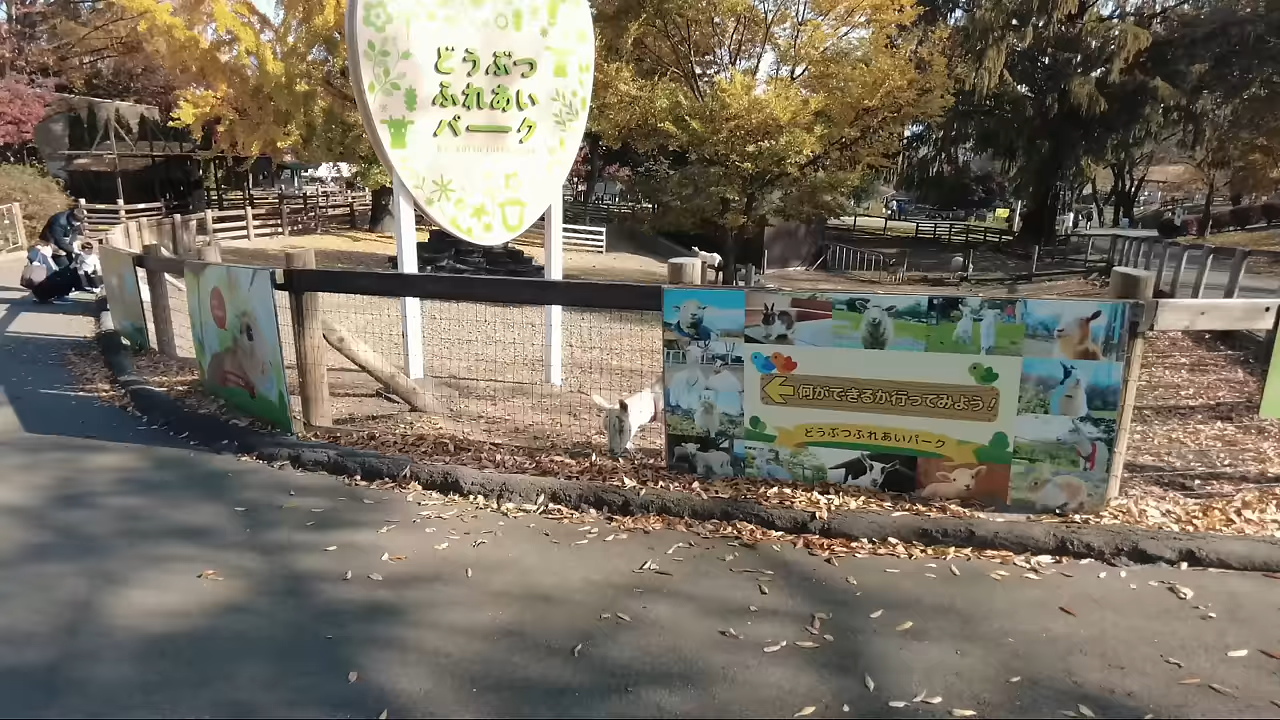 どうぶつ
ふれあい
パーク
何ができるか行ってみよう!
どうぶつふれあいパーク